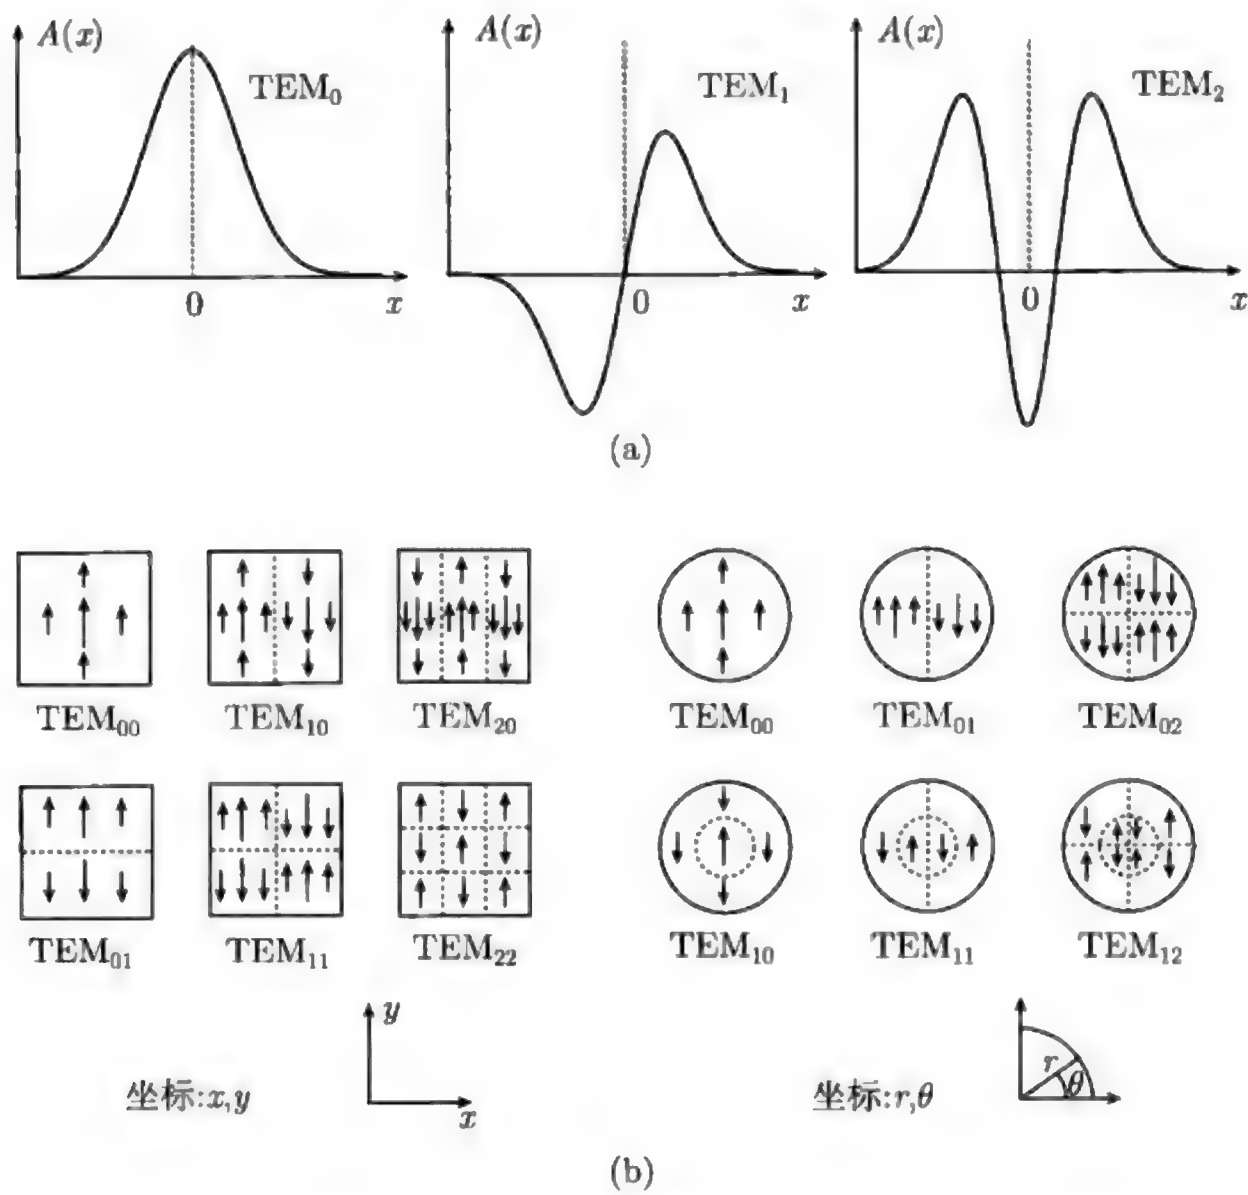 A(x) TEM₀ 0 x
A(x) TEM₁ 0 x
A(x) TEM₂ 0 x
(a)
TEM₀₀ TEM₁₀ TEM₂₀ TEM₀₀ TEM₀₁ TEM₀₂
TEM₀₁ TEM₁₁ TEM₂₂ TEM₁₀ TEM₁₁ TEM₁₂
坐标:x,y
y
x
坐标:r,θ
r
θ
(b)